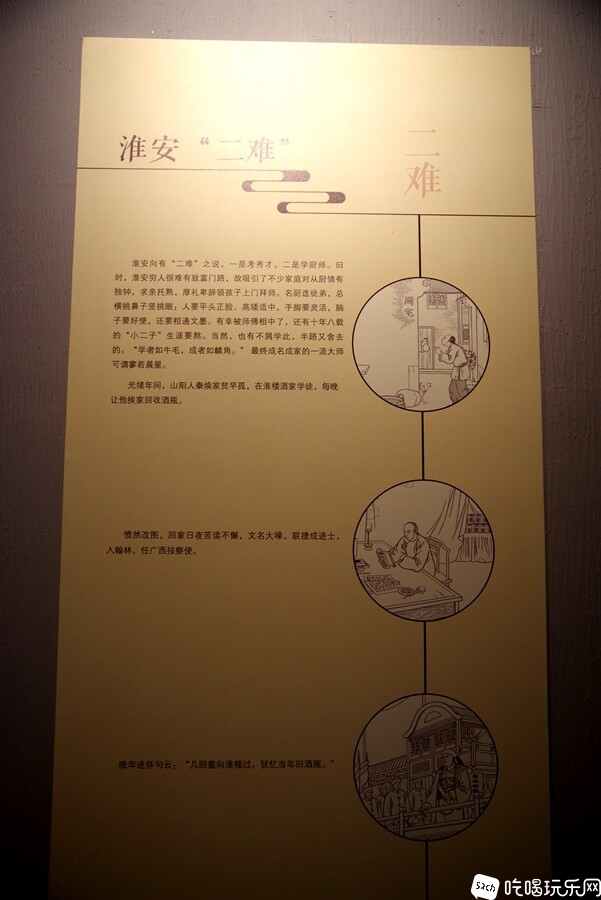 淮安“二难”
二难
淮安向有“二难”之说，一是考秀才，二是学厨师。旧
时，淮安穷人很难有致富门路，故吸引了不少家庭对从厨情有
独钟，求亲托熟，厚礼卑辞领孩子上门拜师。名厨选徒弟，总
横挑鼻子竖挑眼：人要平头正脸、高矮适中，手脚要灵活，脑
子要好使，还要粗通文墨。有幸被师傅相中了，还有十年八载
的“小二子”生涯要熬。当然，也有不屑学此，半路又舍去
的。“学者如牛毛，成者如麟角。”最终成名成家的一流大师
可谓寥若晨星。
光绪年间，山阳人秦焕家贫早孤，在淮楼酒家学徒，每晚
让他挨家回收酒瓶。
周宅
愤然改图，回家日夜苦读不懈，文名大噪，联捷成进士，
入翰林，任广西按察使。
晚年述怀句云：“几回羞向淮楼过，犹忆当年旧酒瓶。”
52ch 吃喝玩乐网